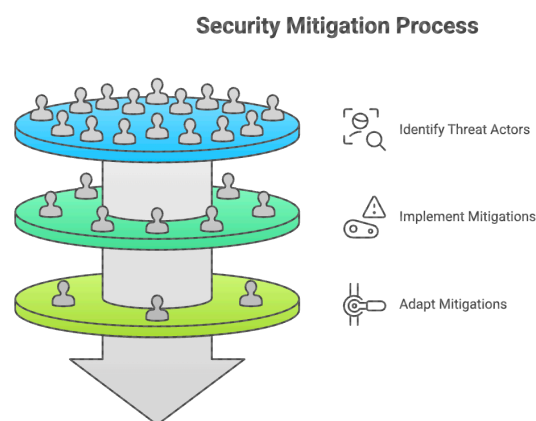 Security Mitigation Process
Identify Threat Actors
Implement Mitigations
Adapt Mitigations